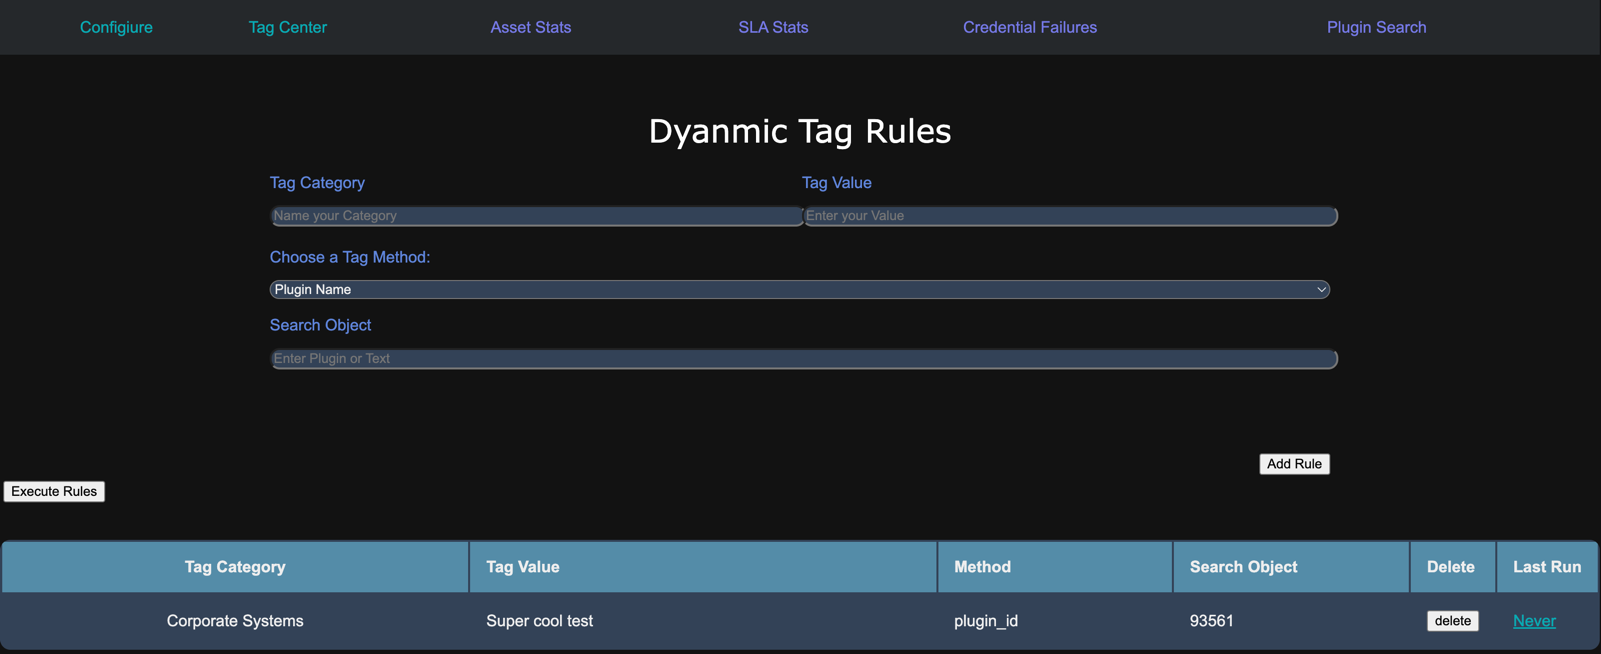 Configiure Tag Center Asset Stats SLA Stats Credential Failures Plugin Search
Dyanmic Tag Rules
Tag Category Tag Value
Name your Category Enter your Value
Choose a Tag Method:
Plugin Name
Search Object
Enter Plugin or Text
Add Rule
Execute Rules
Tag Category Tag Value Method Search Object Delete Last Run
Corporate Systems Super cool test plugin_id 93561 delete Never